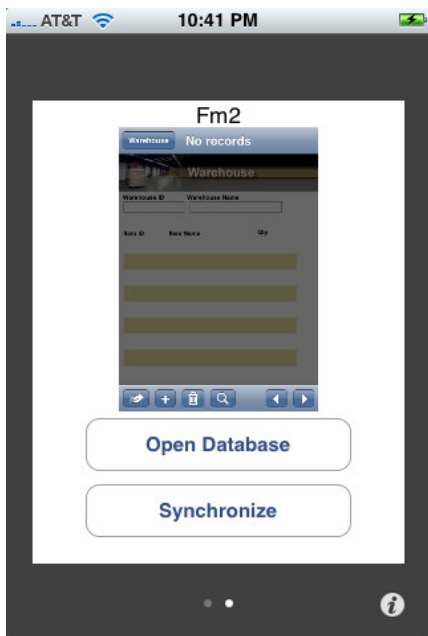 AT&T 10:41 PM
Fm2
Warehouse No records
Warehouse
Warehouse ID Warehouse Name
Item ID Item Name Qty
Open Database
Synchronize